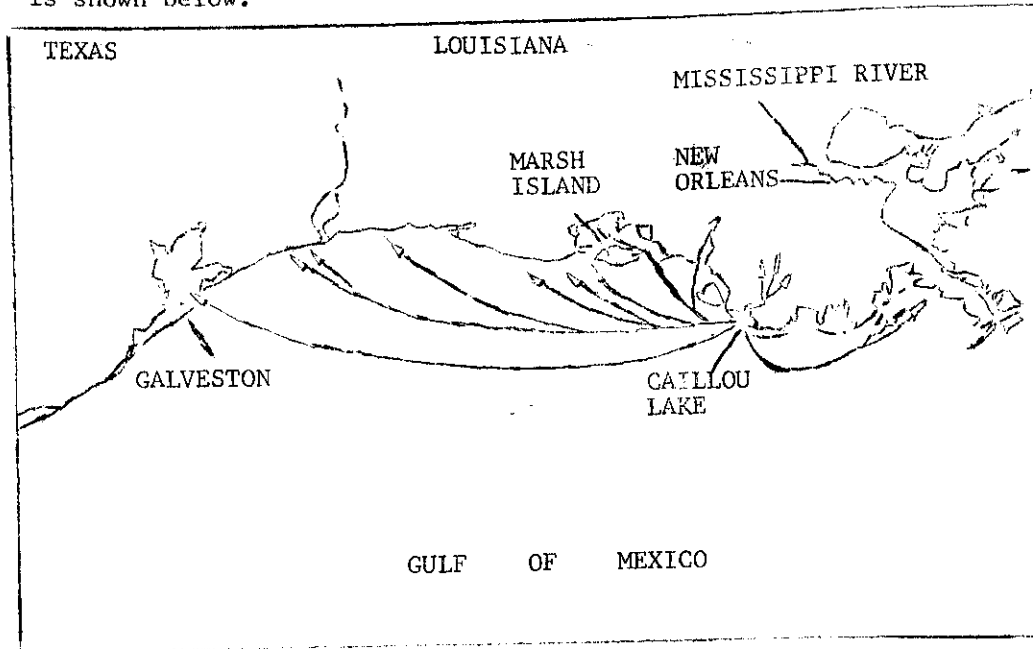 is shown below.
TEXAS
LOUISIANA
MISSISSIPPI RIVER
MARSH
ISLAND
NEW
ORLEANS
GALVESTON
CAILLOU
LAKE
GULF OF MEXICO